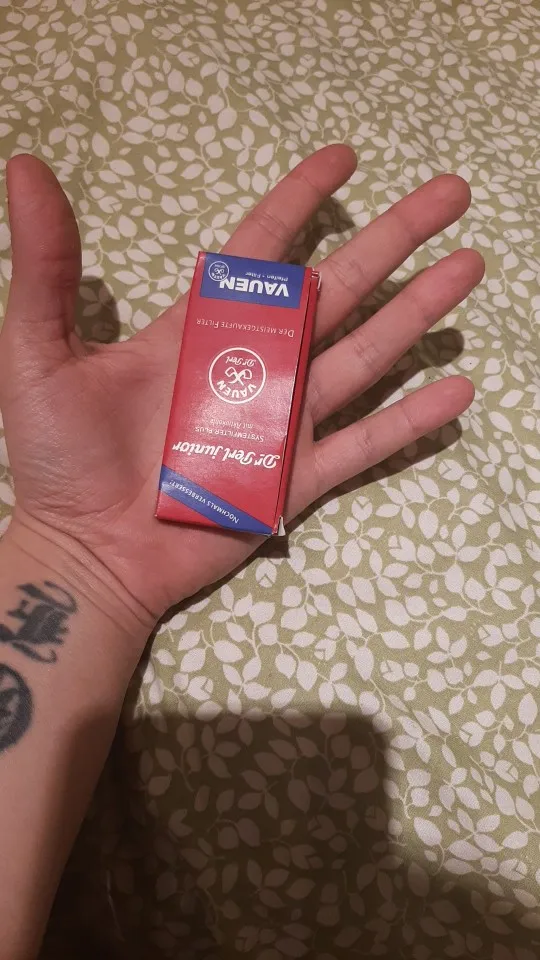 NOCHMALS VERBESSERT!
Dr Perl junior
SYSTEMFILTER PLUS
mit Aktivkohle
VAUEN
Dr Perl
DER MEISTGEKAUFTE FILTER
VAUEN
Pfeifen-Filter